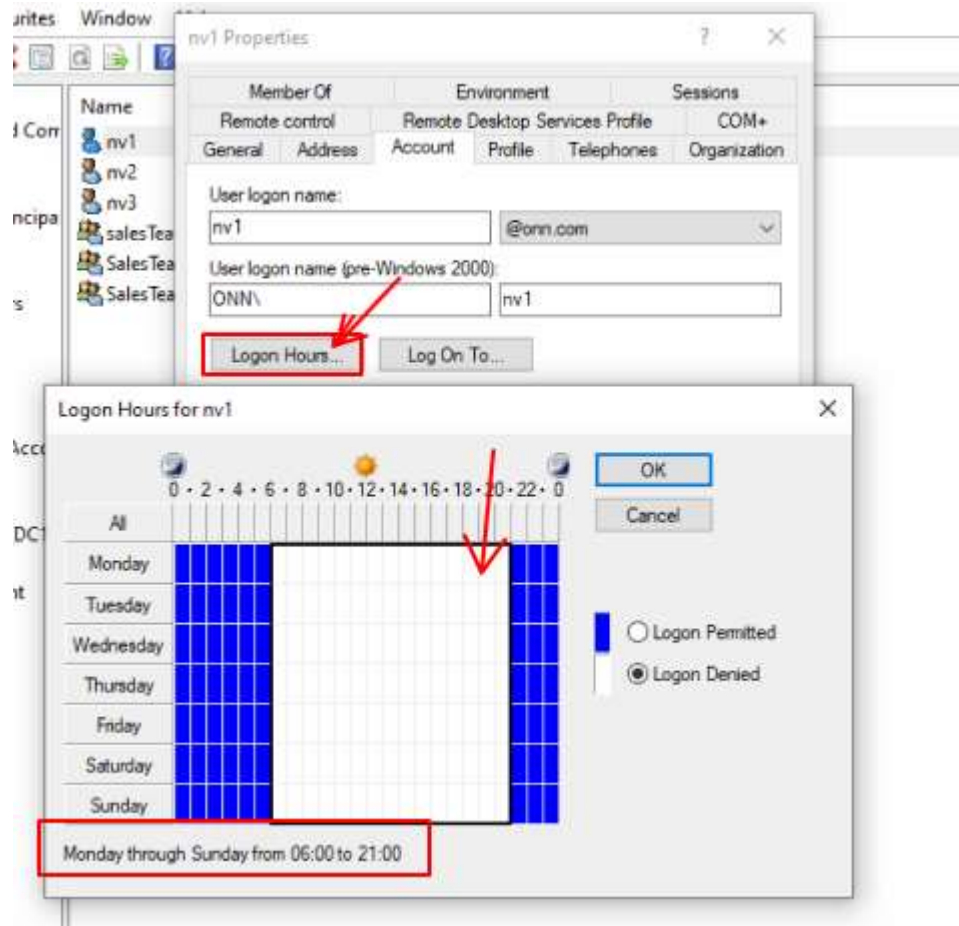 urites Window
nv1 Properties ? ×
Member Of Environment Sessions
Remote control Remote Desktop Services Profile COM+
General Address Account Profile Telephones Organization
Name
nv1
nv2
nv3
salesTea
SalesTea
SalesTea
ncipa
User logon name:
nv1 @onn.com
User logon name (pre-Windows 2000):
ONN\ nv1
Logon Hours... Log On To...
Logon Hours for nv1 ×
0 · 2 · 4 · 6 · 8 · 10 · 12 · 14 · 16 · 18 · 20 · 22 · 0
All
Monday
Tuesday
Wednesday
Thursday
Friday
Saturday
Sunday
OK
Cancel
Logon Permitted
Logon Denied
Monday through Sunday from 06:00 to 21:00
DC1
nt